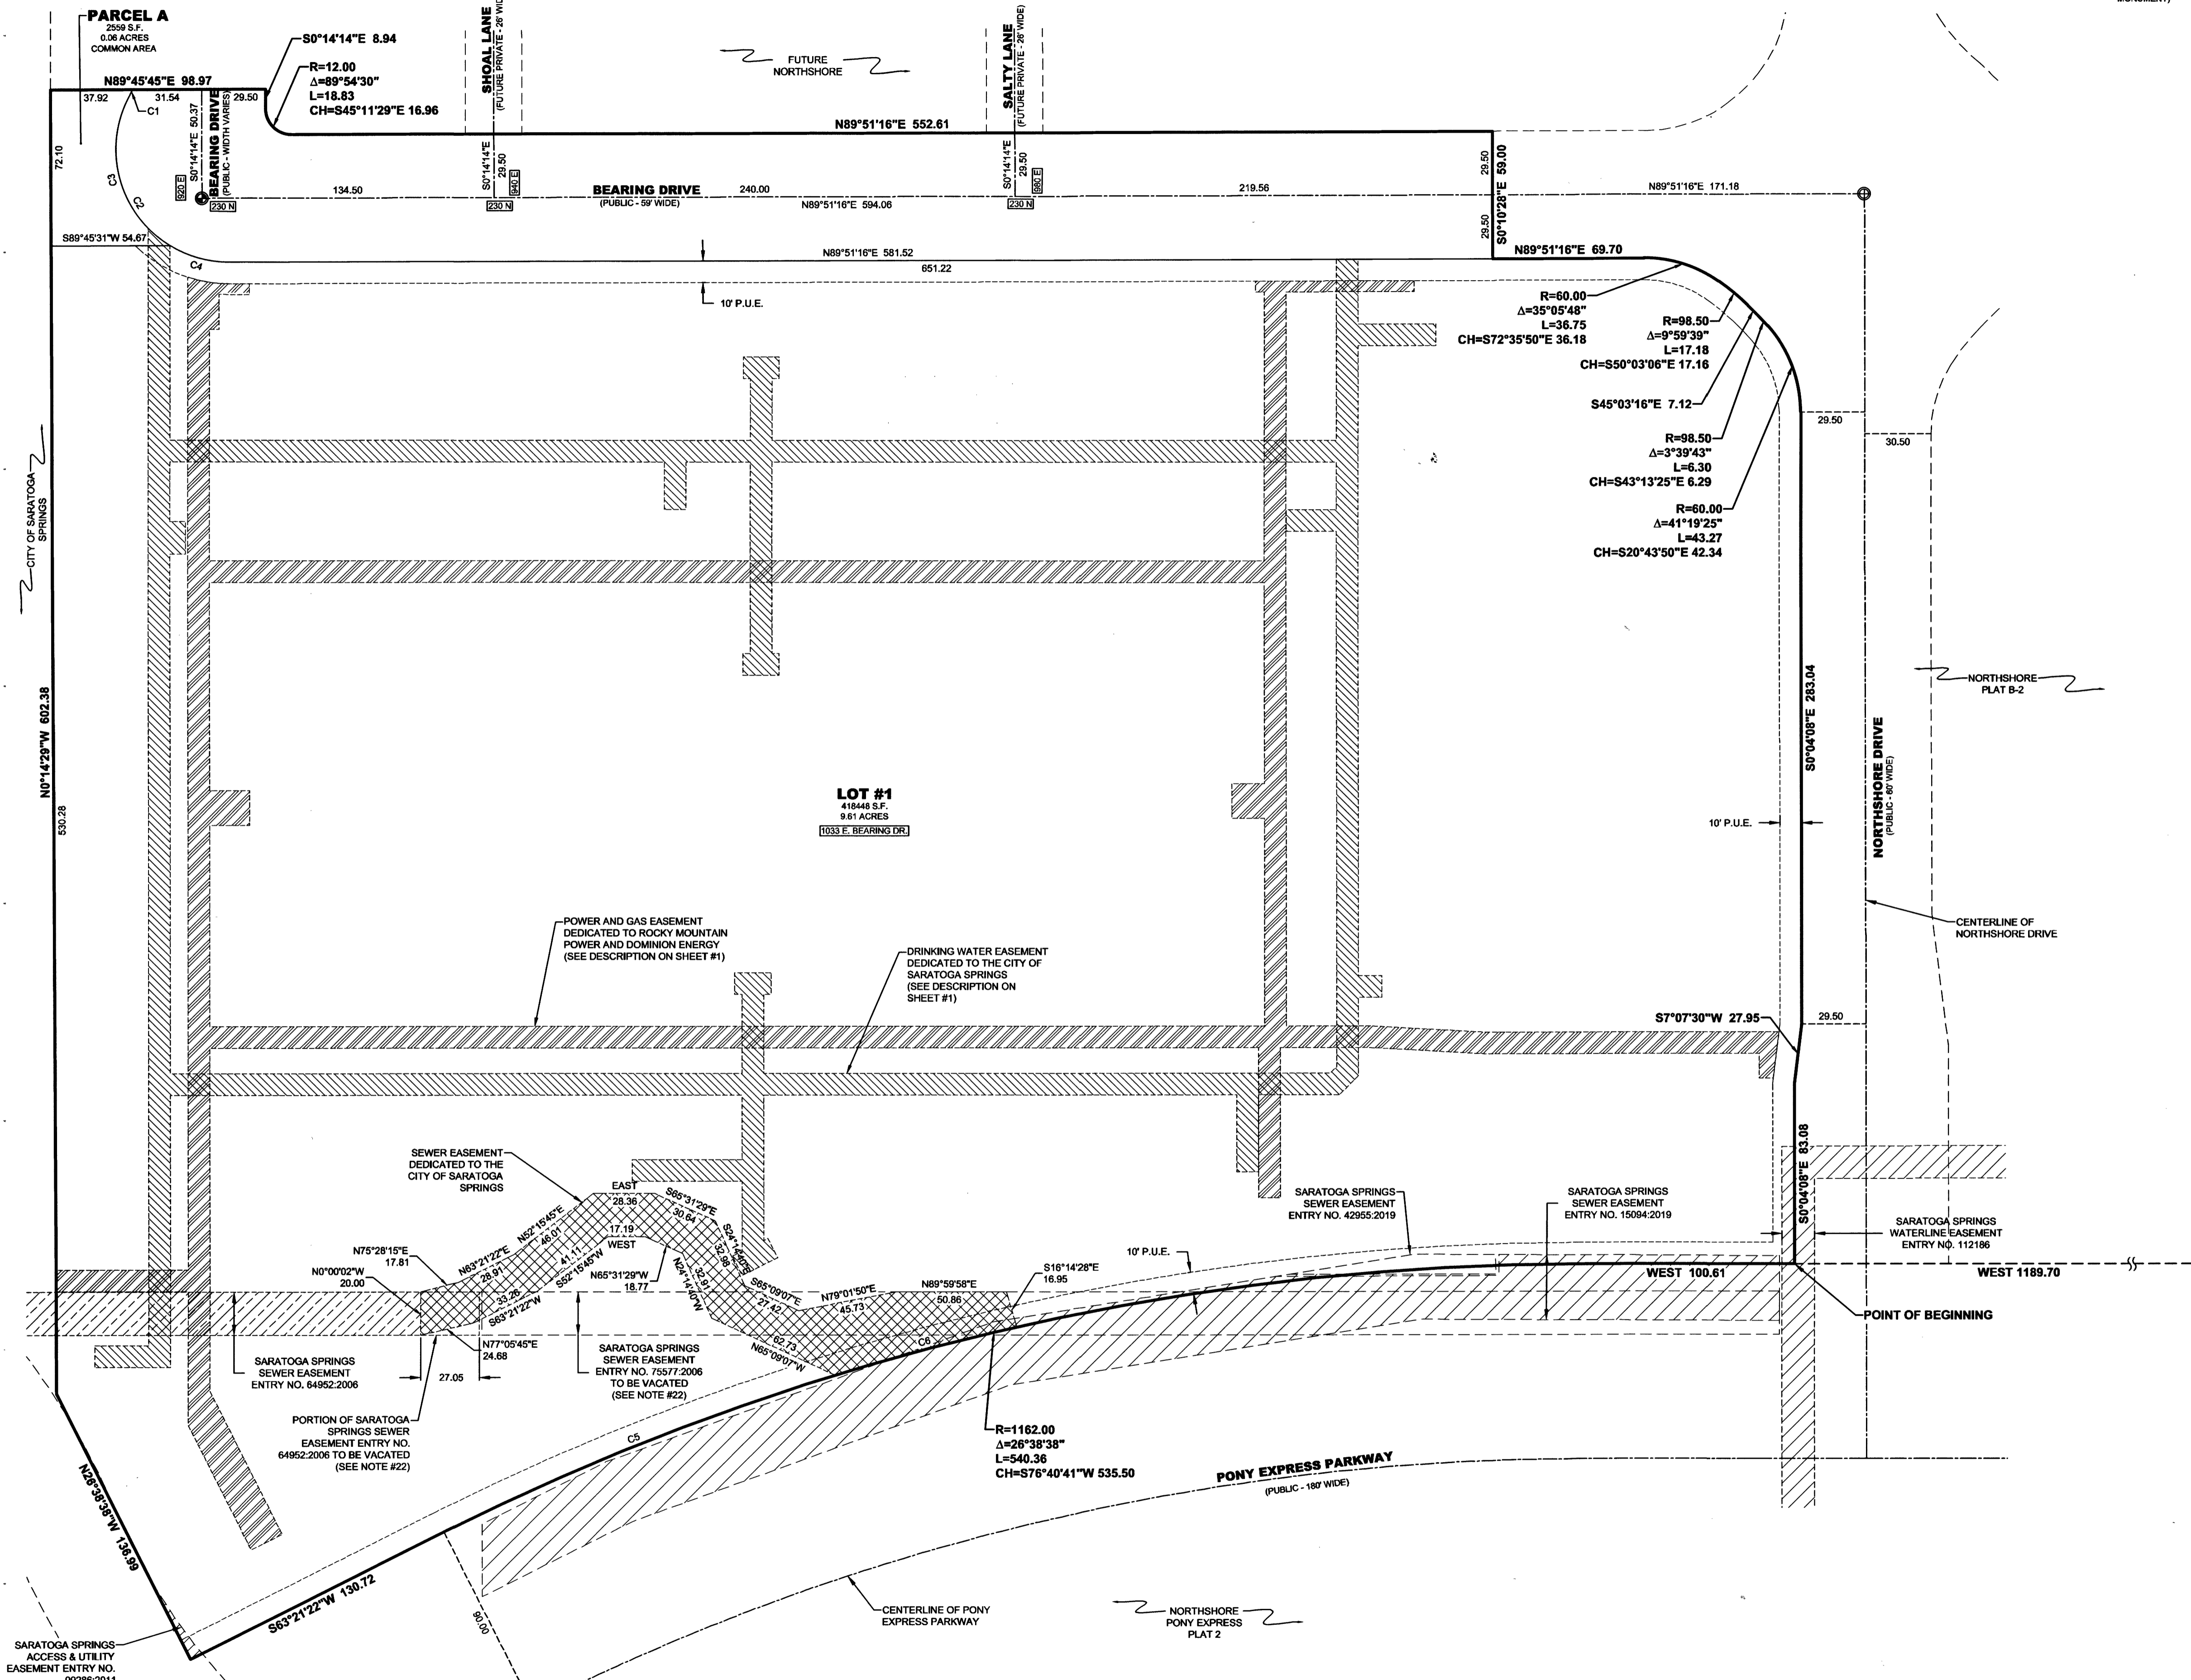 MONUMENT)
PARCEL A
2559 S.F.
0.06 ACRES
COMMON AREA
S0°14'14"E 8.94
R=12.00
Δ=89°54'30"
L=18.83
CH=S45°11'29"E 16.96
N89°45'45"E 98.97
37.92
31.54
29.50
C1
C3
C2
C4
72.10
S0°14'14"E 50.37
BEARING DRIVE
(PUBLIC - WIDTH VARIES)
920 E
230 N
SHOAL LANE
S0°14'14"E
29.50
940 E
230 N
FUTURE
NORTHSHORE
SALTY LANE
(FUTURE PRIVATE - 26' WIDE)
S0°14'14"E
29.50
980 E
230 N
N89°51'16"E 552.61
134.50
BEARING DRIVE
(PUBLIC - 59' WIDE)
240.00
N89°51'16"E 594.06
219.56
29.50
29.50
S0°10'28"E 59.00
N89°51'16"E 171.18
S89°45'31"W 54.67
N89°51'16"E 581.52
651.22
10' P.U.E.
N89°51'16"E 69.70
R=60.00
Δ=35°05'48"
L=36.75
CH=S72°35'50"E 36.18
R=98.50
Δ=9°59'39"
L=17.18
CH=S50°03'06"E 17.16
S45°03'16"E 7.12
R=98.50
Δ=3°39'43"
L=6.30
CH=S43°13'25"E 6.29
R=60.00
Δ=41°19'25"
L=43.27
CH=S20°43'50"E 42.34
29.50
30.50
CITY OF SARATOGA
SPRINGS
N0°14'29"W 602.38
530.28
NORTHSHORE
PLAT B-2
S0°04'08"E 283.04
NORTHSHORE DRIVE
(PUBLIC - 60' WIDE)
LOT #1
418448 S.F.
9.61 ACRES
1033 E. BEARING DR.
10' P.U.E.
POWER AND GAS EASEMENT
DEDICATED TO ROCKY MOUNTAIN
POWER AND DOMINION ENERGY
(SEE DESCRIPTION ON SHEET #1)
DRINKING WATER EASEMENT
DEDICATED TO THE CITY OF
SARATOGA SPRINGS
(SEE DESCRIPTION ON
SHEET #1)
CENTERLINE OF
NORTHSHORE DRIVE
S7°07'30"W 27.95
29.50
S0°04'08"E 83.08
SEWER EASEMENT
DEDICATED TO THE
CITY OF SARATOGA
SPRINGS
EAST
28.36
S65°31'29"E
30.64
N52°15'45"E
46.01
17.19
WEST
41.11
S52°15'45"W
32.98
N75°28'15"E
17.81
N63°21'22"E
28.91
N0°00'02"W
20.00
33.26
S63°21'22"W
N65°31'29"W
18.77
32.91
N24°14'40"W
S65°09'07"E
27.42
N79°01'50"E
45.73
N89°59'58"E
50.86
S16°14'28"E
16.95
62.73
N65°09'07"W
C6
N77°05'45"E
24.68
27.05
SARATOGA SPRINGS
SEWER EASEMENT
ENTRY NO. 42955:2019
SARATOGA SPRINGS
SEWER EASEMENT
ENTRY NO. 15094:2019
SARATOGA SPRINGS
WATERLINE EASEMENT
ENTRY NO. 112186
10' P.U.E.
WEST 100.61
WEST 1189.70
POINT OF BEGINNING
SARATOGA SPRINGS
SEWER EASEMENT
ENTRY NO. 64952:2006
SARATOGA SPRINGS
SEWER EASEMENT
ENTRY NO. 75577:2006
TO BE VACATED
(SEE NOTE #22)
PORTION OF SARATOGA
SPRINGS SEWER
EASEMENT ENTRY NO.
64952:2006 TO BE VACATED
(SEE NOTE #22)
C5
R=1162.00
Δ=26°38'38"
L=540.36
CH=S76°40'41"W 535.50
PONY EXPRESS PARKWAY
(PUBLIC - 180' WIDE)
N26°38'38"W 136.99
S63°21'22"W 130.72
90.00
CENTERLINE OF PONY
EXPRESS PARKWAY
NORTHSHORE
PONY EXPRESS
PLAT 2
SARATOGA SPRINGS
ACCESS & UTILITY
EASEMENT ENTRY NO.